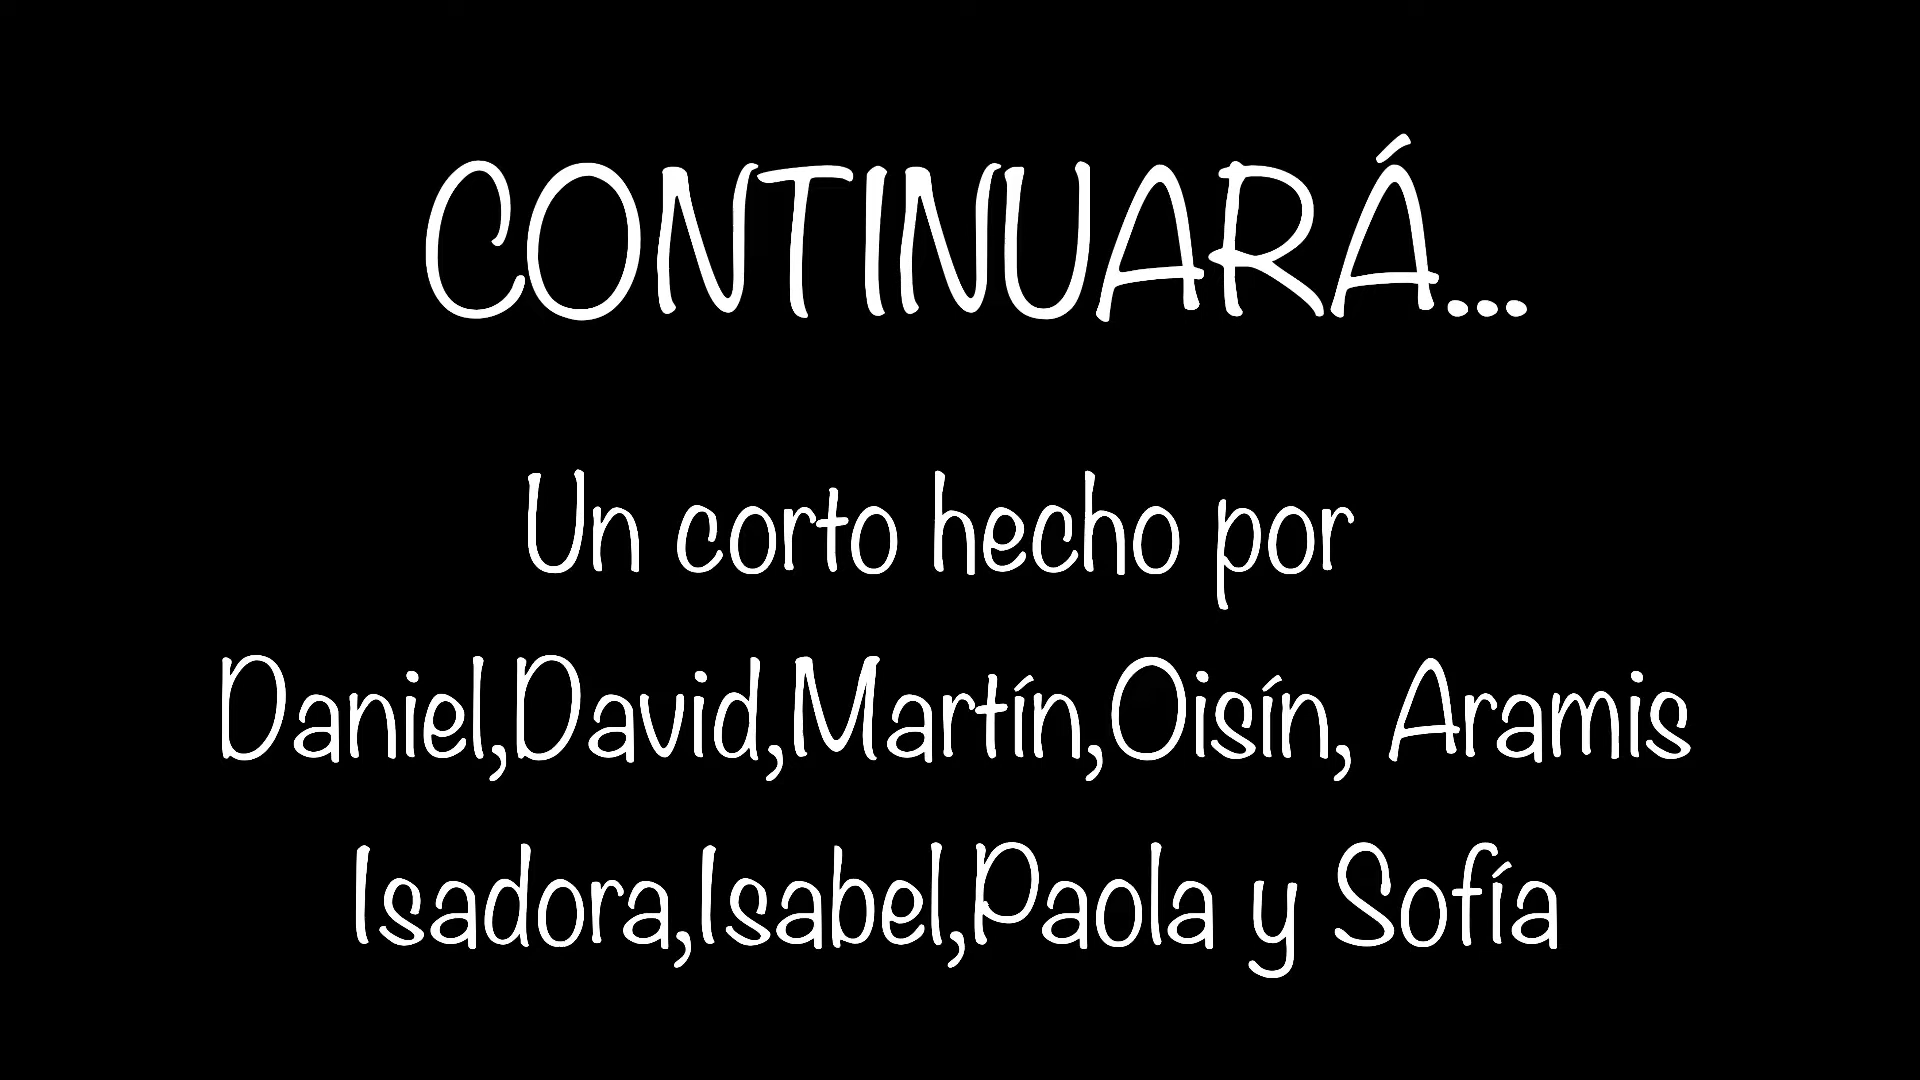 CONTINUARÁ...
Un corto hecho por
Daniel,David,Martín,Oisín, Aramis
Isadora,Isabel,Paola y Sofía